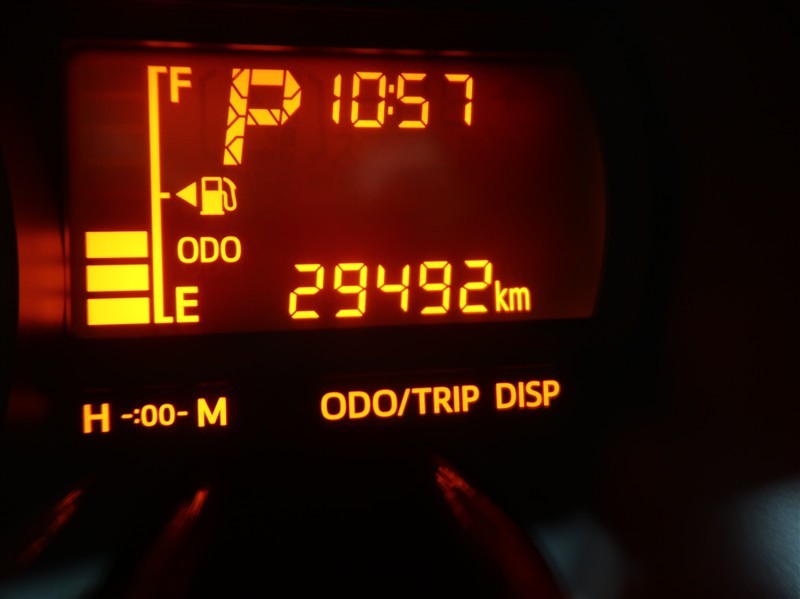 F P 10:57
ODO
E 29492km
H -:00- M ODO/TRIP DISP